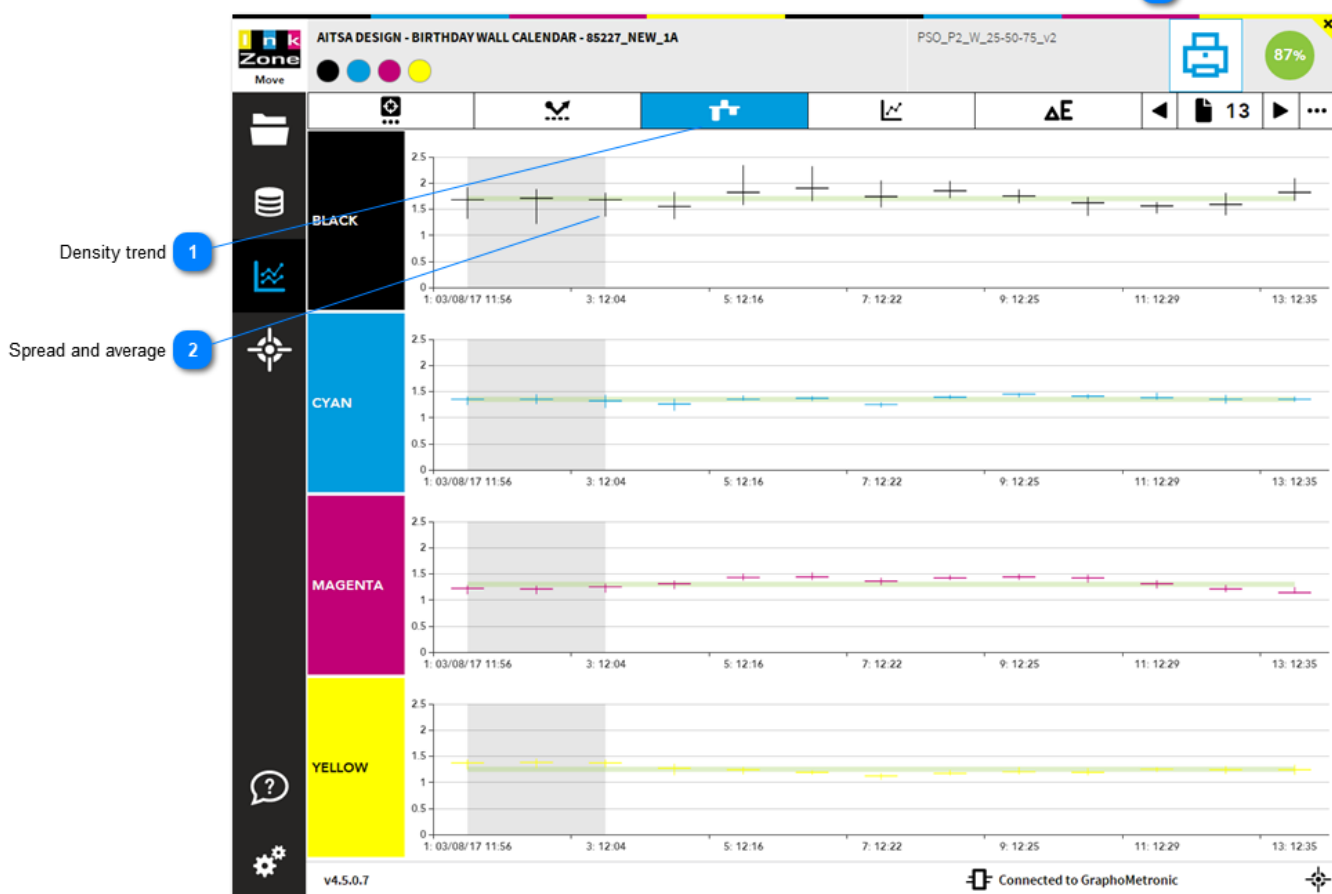 Ink
Zone
Move
AITSA DESIGN - BIRTHDAY WALL CALENDAR - 85227_NEW_1A
PSO_P2_W_25-50-75_v2
87%
ΔE
13
Density trend 1
Spread and average 2
BLACK
2.5
2
1.5
1
0.5
0
1: 03/08/17 11:56 3: 12:04 5: 12:16 7: 12:22 9: 12:25 11: 12:29 13: 12:35
CYAN
2.5
2
1.5
1
0.5
0
1: 03/08/17 11:56 3: 12:04 5: 12:16 7: 12:22 9: 12:25 11: 12:29 13: 12:35
MAGENTA
2.5
2
1.5
1
0.5
0
1: 03/08/17 11:56 3: 12:04 5: 12:16 7: 12:22 9: 12:25 11: 12:29 13: 12:35
YELLOW
2.5
2
1.5
1
0.5
0
1: 03/08/17 11:56 3: 12:04 5: 12:16 7: 12:22 9: 12:25 11: 12:29 13: 12:35
v4.5.0.7
Connected to GraphoMetronic